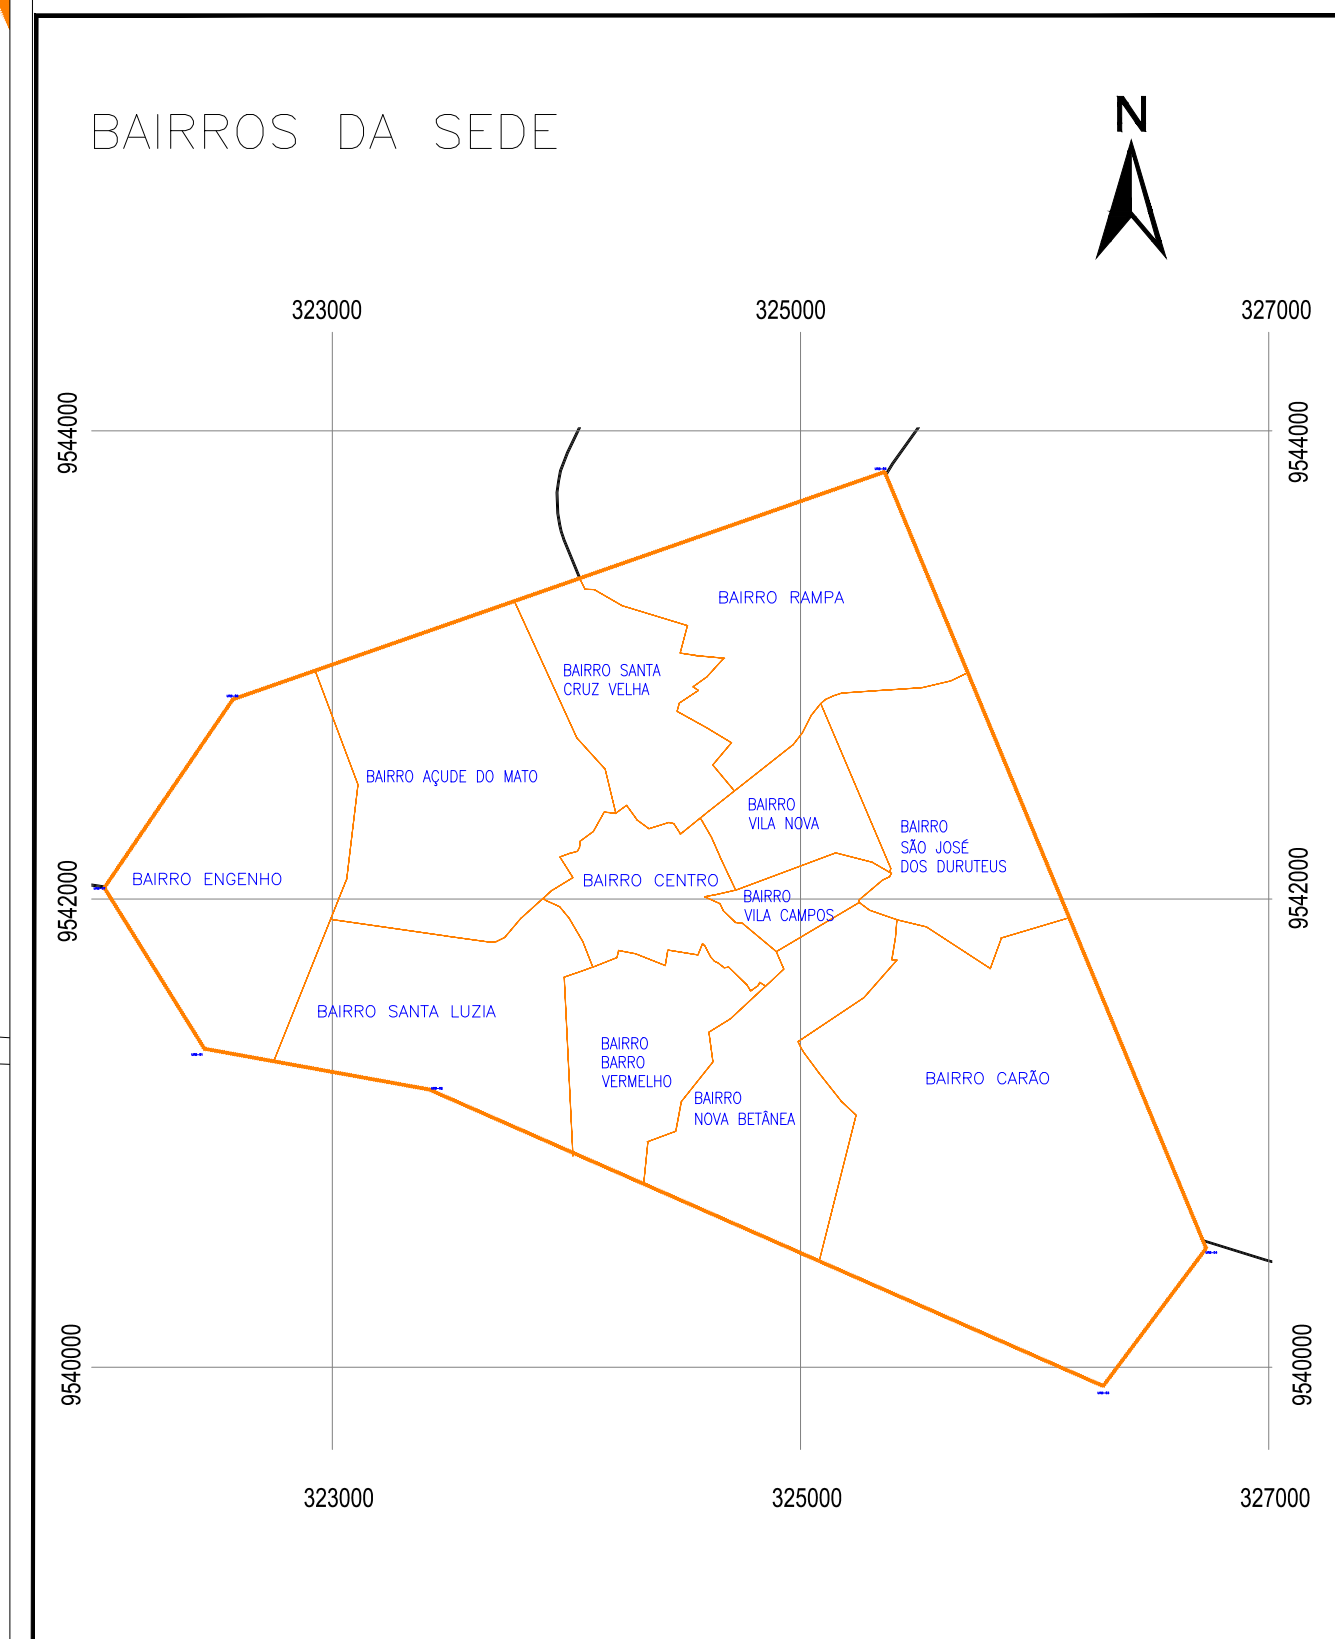 BAIRROS DA SEDE
N
323000
325000
327000
9544000
9544000
BAIRRO RAMPA
BAIRRO SANTA
CRUZ VELHA
BAIRRO AÇUDE DO MATO
BAIRRO
VILA NOVA
BAIRRO
SÃO JOSÉ
DOS DURUTEUS
BAIRRO ENGENHO
BAIRRO CENTRO
9542000
9542000
BAIRRO
VILA CAMPOS
BAIRRO SANTA LUZIA
BAIRRO
BARRO
VERMELHO
BAIRRO
NOVA BETÂNEA
BAIRRO CARÃO
9540000
9540000
323000
325000
327000